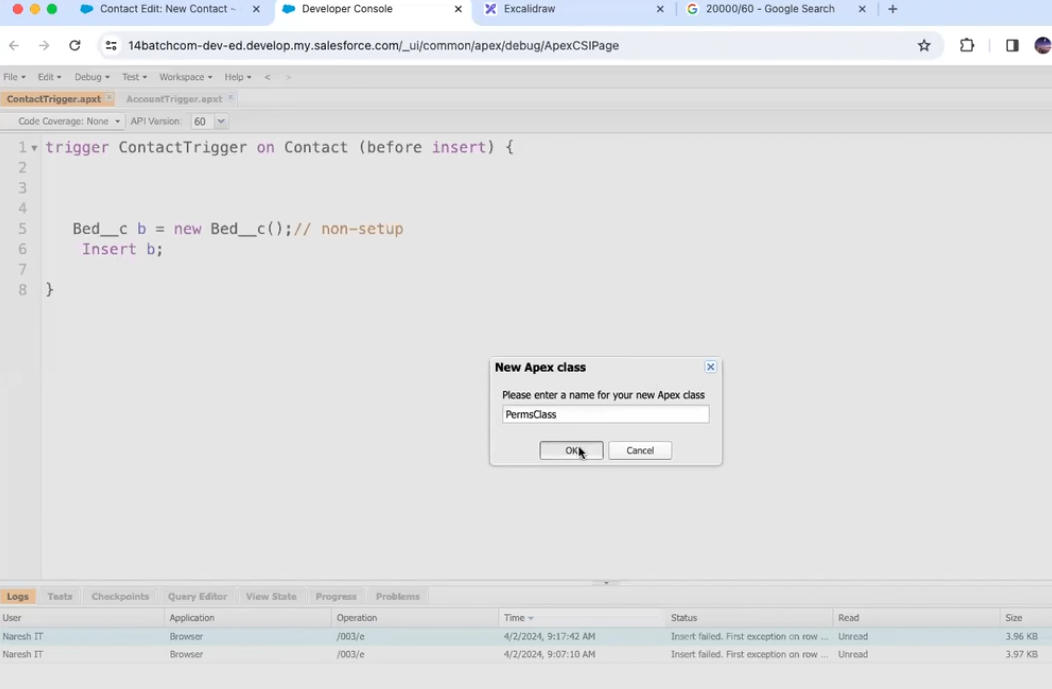 Contact Edit: New Contact ~
Developer Console
Excalidraw
20000/60 - Google Search
14batchcom-dev-ed.develop.my.salesforce.com/_ui/common/apex/debug/ApexCSIPage
File Edit Debug Test Workspace Help < >
ContactTrigger.apxt AccountTrigger.apxt
Code Coverage: None API Version: 60
1 trigger ContactTrigger on Contact (before insert) {
2
3
4
5 Bed__c b = new Bed__c();// non-setup
6 Insert b;
7
8 }
New Apex class
Please enter a name for your new Apex class
PermsClass
OK Cancel
Logs Tests Checkpoints Query Editor View State Progress Problems
User Application Operation Time Status Read Size
Naresh IT Browser /003/e 4/2/2024, 9:17:42 AM Insert failed. First exception on row ... Unread 3.96 KB
Naresh IT Browser /003/e 4/2/2024, 9:07:10 AM Insert failed. First exception on row ... Unread 3.97 KB